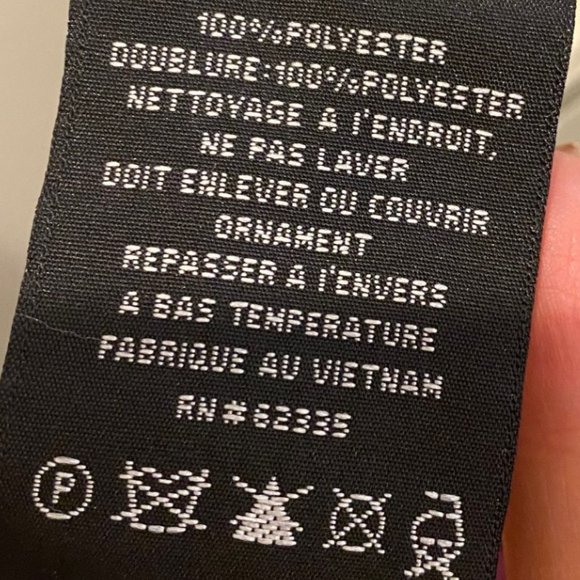 100%POLYESTER
DOUBLURE:100%POLYESTER
NETTOYAGE A l'ENDROIT,
NE PAS LAVER
DOIT ENLEVER OU COUVRIR
ORNAMENT
REPASSER A l'ENVERS
A BAS TEMPERATURE
FABRIQUE AU VIETNAM
RN#62335
P